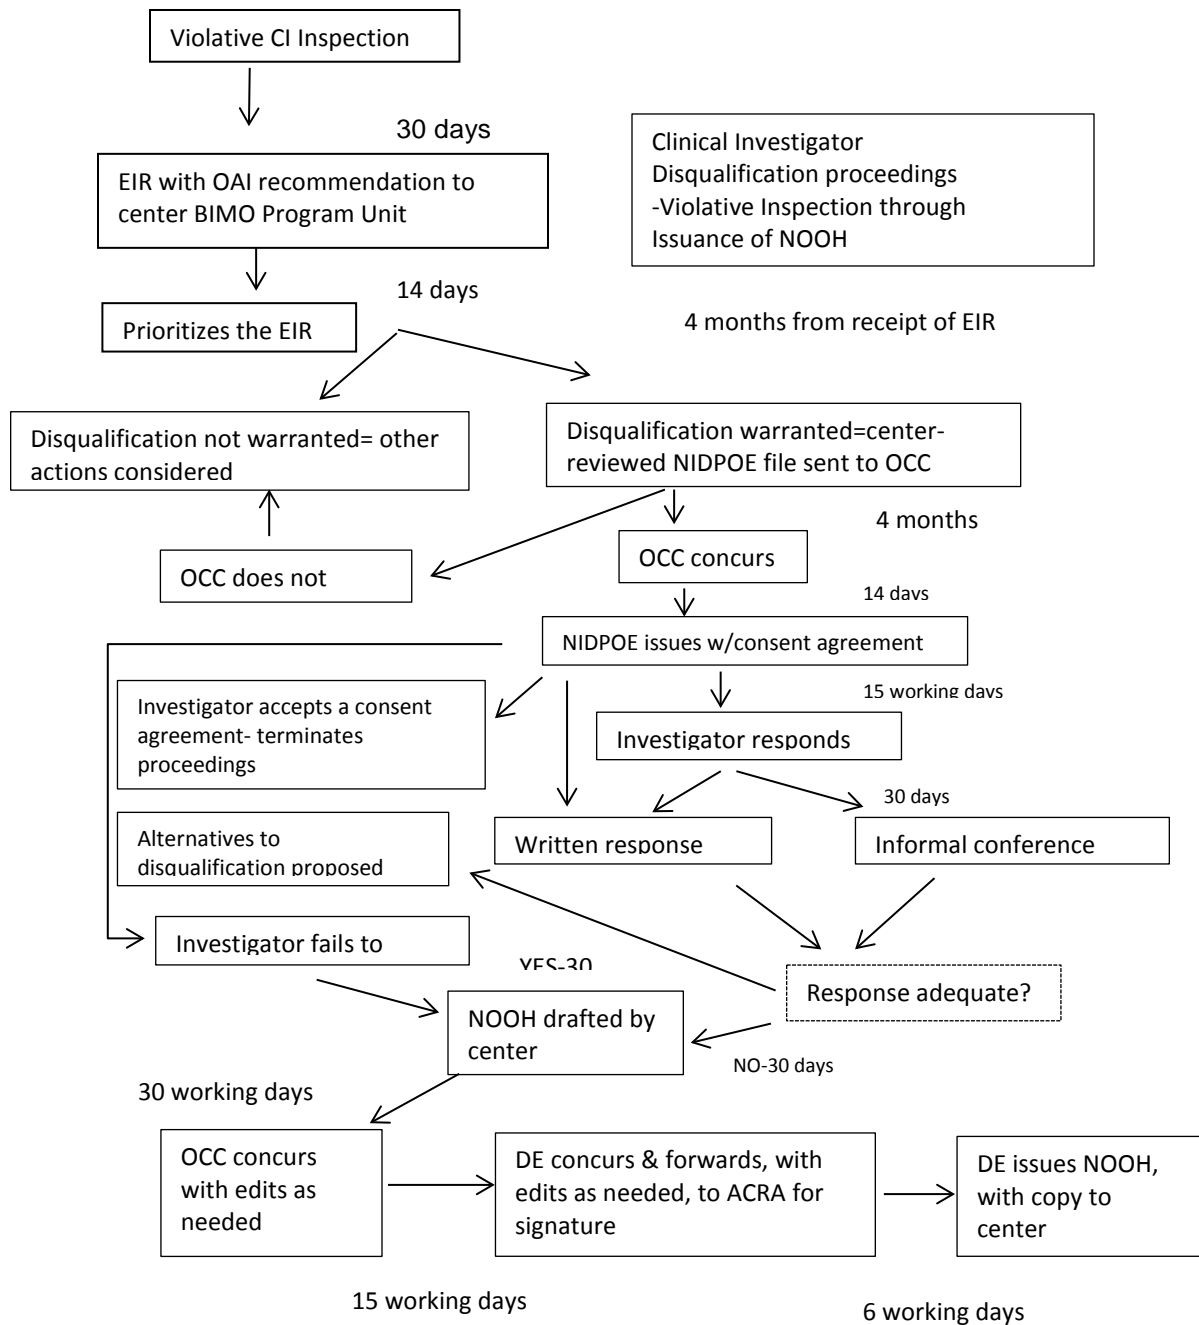 Violative CI Inspection
30 days
EIR with OAI recommendation to
center BIMO Program Unit
Clinical Investigator
Disqualification proceedings
-Violative Inspection through
Issuance of NOOH
14 days
Prioritizes the EIR
4 months from receipt of EIR
Disqualification not warranted= other
actions considered
Disqualification warranted=center-
reviewed NIDPOE file sent to OCC
4 months
OCC does not
OCC concurs
14 days
NIDPOE issues w/consent agreement
15 working days
Investigator accepts a consent
agreement- terminates
proceedings
Investigator responds
30 days
Alternatives to
disqualification proposed
Written response
Informal conference
Investigator fails to
YES-30
Response adequate?
NOOH drafted by
center
NO-30 days
30 working days
OCC concurs
with edits as
needed
DE concurs & forwards, with
edits as needed, to ACRA for
signature
DE issues NOOH,
with copy to
center
15 working days
6 working days